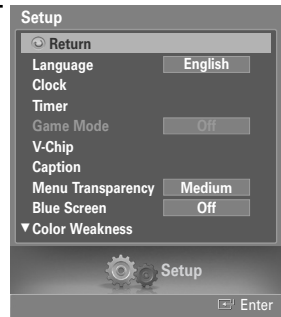 Setup
Return
Language English
Clock
Timer
Game Mode Off
V-Chip
Caption
Menu Transparency Medium
Blue Screen Off
▼ Color Weakness
Setup
Enter